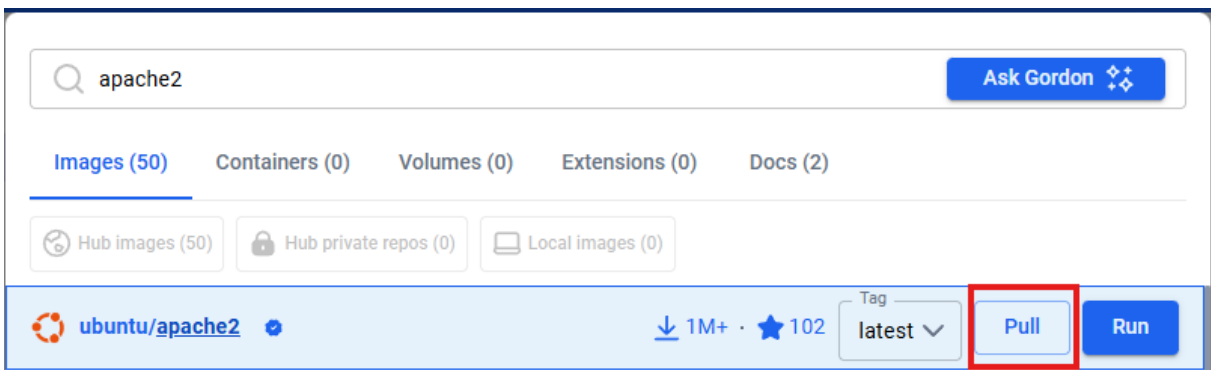 apache2 Ask Gordon
Images (50) Containers (0) Volumes (0) Extensions (0) Docs (2)
Hub images (50) Hub private repos (0) Local images (0)
Tag
ubuntu/apache2 1M+ · 102 latest Pull Run